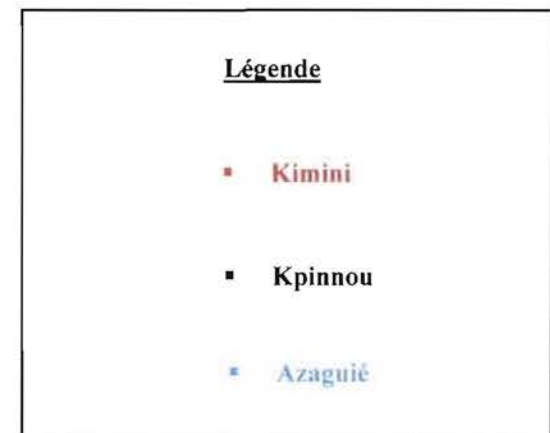 Légende
▪ Kimini
▪ Kpinnou
▪ Azaguié